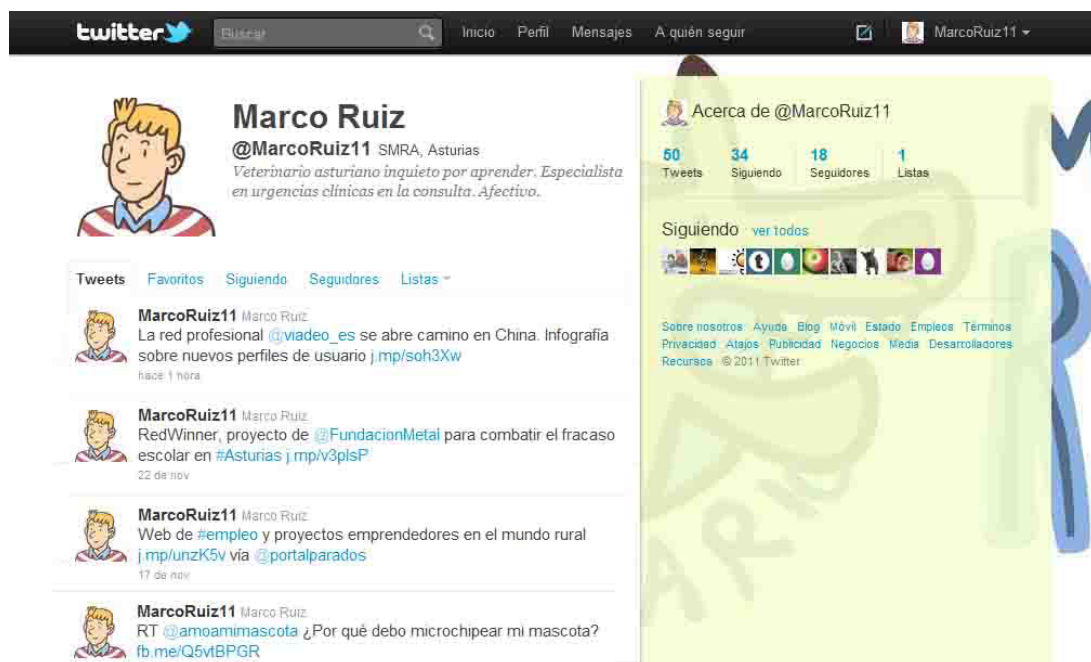 twitter
Buscar
Inicio Perfil Mensajes A quién seguir
MarcoRuiz11
Marco Ruiz
@MarcoRuiz11 SMRA, Asturias
Veterinario asturiano inquieto por aprender. Especialista
en urgencias clínicas en la consulta. Afectivo.
Tweets Favoritos Siguiendo Seguidores Listas
MarcoRuiz11 Marco Ruiz
La red profesional @viadeo_es se abre camino en China. Infografía
sobre nuevos perfiles de usuario j.mp/soh3Xw
hace 1 hora
MarcoRuiz11 Marco Ruiz
RedWinner, proyecto de @FundacionMetal para combatir el fracaso
escolar en #Asturias j.mp/v3plsP
22 de nov
MarcoRuiz11 Marco Ruiz
Web de #empleo y proyectos emprendedores en el mundo rural
j.mp/unzK5v vía @portalparados
17 de nov
MarcoRuiz11 Marco Ruiz
RT @amoamimascota ¿Por qué debo microchipear mi mascota?
fb.me/Q5vtBPGR
Acerca de @MarcoRuiz11
50 34 18 1
Tweets Siguiendo Seguidores Listas
Siguiendo · ver todos
Sobre nosotros Ayuda Blog Móvil Estado Empleos Términos
Privacidad Atajos Publicidad Negocios Media Desarrolladores
Recursos © 2011 Twitter